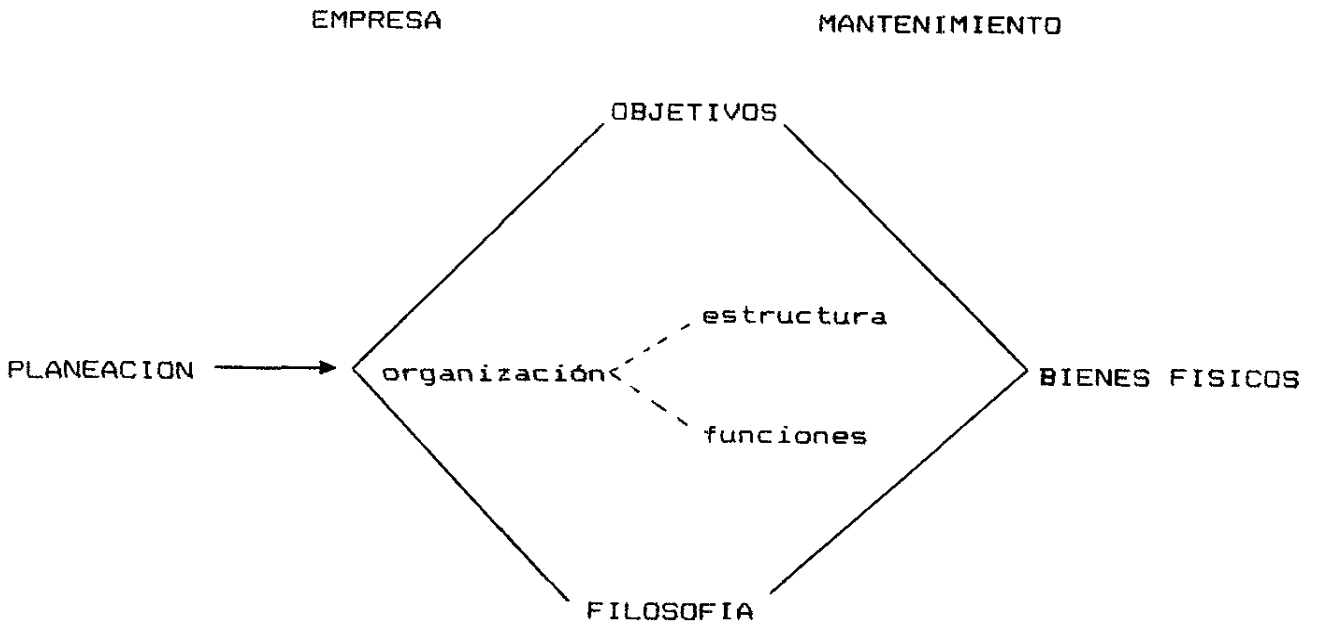 EMPRESA MANTENIMIENTO
OBJETIVOS
estructura
PLANEACION organización BIENES FISICOS
funciones
FILOSOFIA